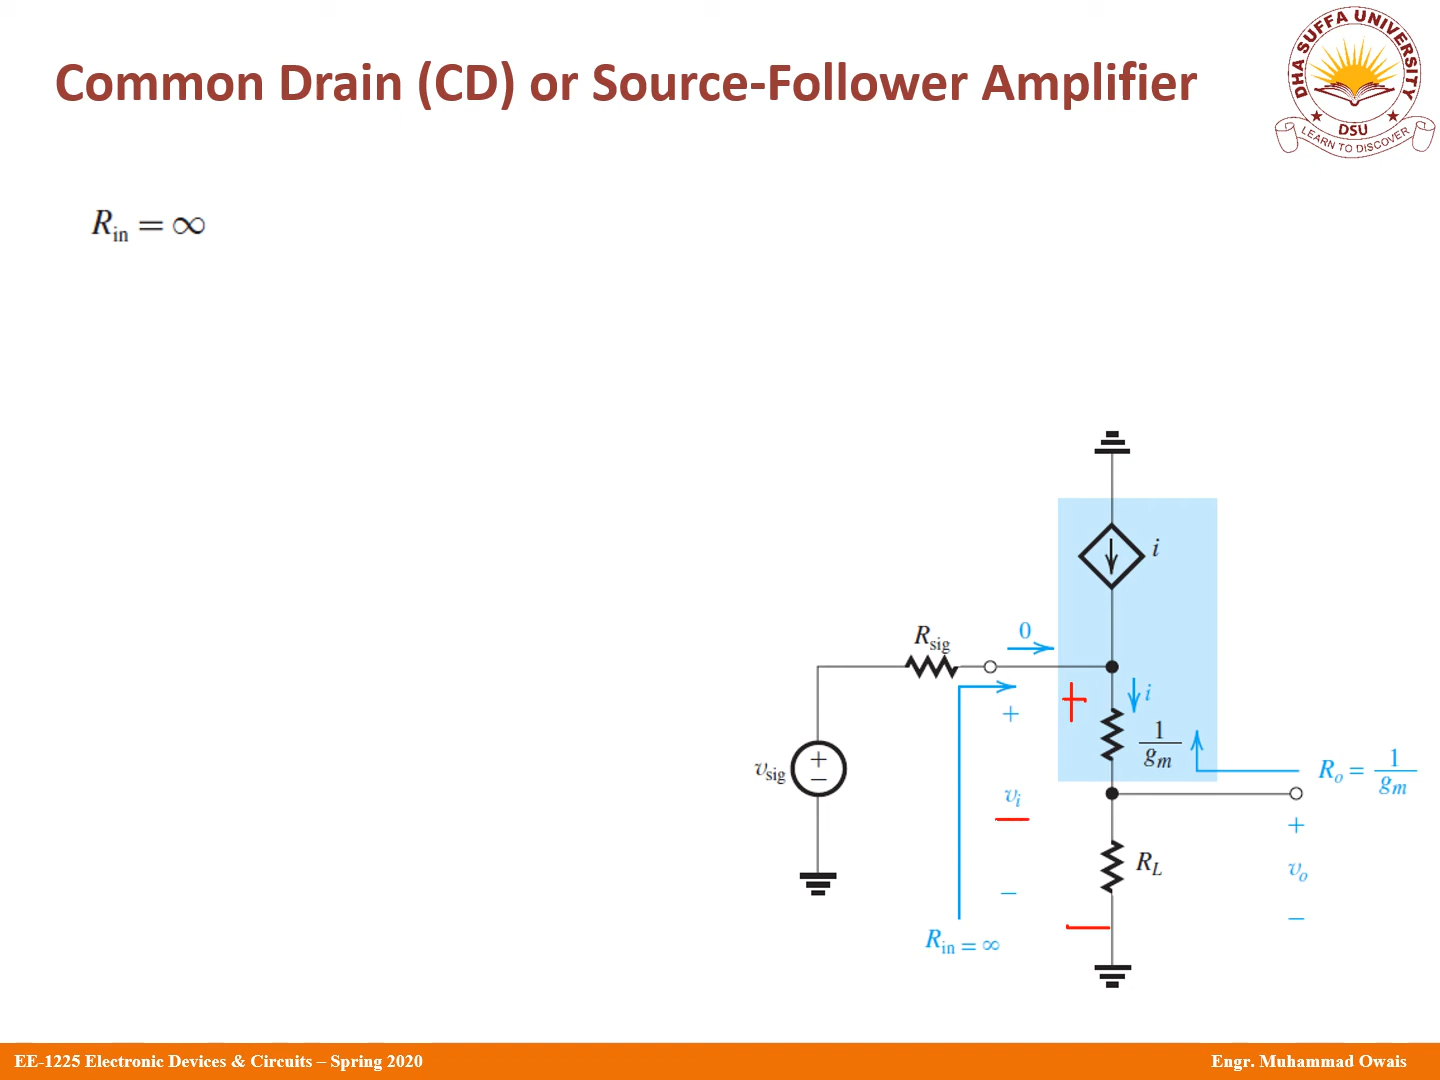 Common Drain (CD) or Source-Follower Amplifier
DHA SUFFA UNIVERSITY
DSU
LEARN TO DISCOVER
R_in = ∞
i
R_sig
0
+
+
i
1/g_m
v_sig
+
−
v_i
R_o = 1/g_m
+
R_L
v_o
−
−
−
R_in = ∞
EE-1225 Electronic Devices & Circuits – Spring 2020
Engr. Muhammad Owais